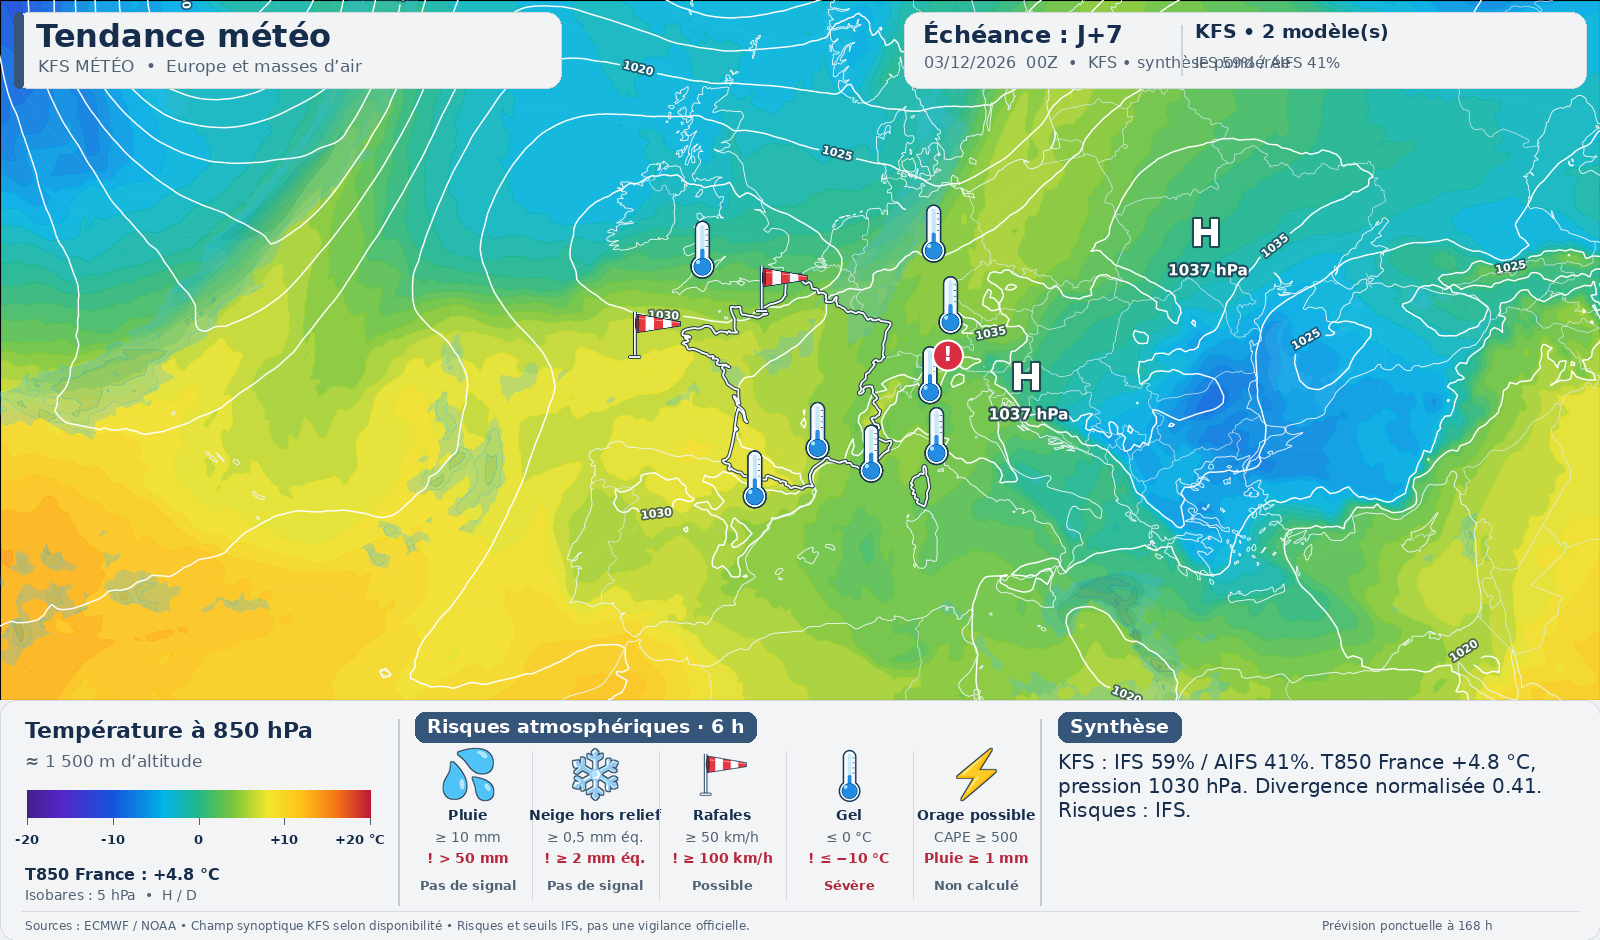 Tendance météo
KFS MÉTÉO • Europe et masses d’air
Échéance : J+7
03/12/2026 00Z • KFS • synthèse pondérée
KFS • 2 modèle(s)
IFS 59% / AIFS 41%
1020
1025
H
1037 hPa
1035
1025
1030
1035
1025
H
1037 hPa
1030
1020
1020
Température à 850 hPa
≈ 1 500 m d’altitude
-20 -10 0 +10 +20 °C
T850 France : +4.8 °C
Isobares : 5 hPa • H / D
Risques atmosphériques · 6 h
Pluie
≥ 10 mm
! > 50 mm
Pas de signal
Neige hors relief
≥ 0,5 mm éq.
! ≥ 2 mm éq.
Pas de signal
Rafales
≥ 50 km/h
! ≥ 100 km/h
Possible
Gel
≤ 0 °C
! ≤ −10 °C
Sévère
Orage possible
CAPE ≥ 500
Pluie ≥ 1 mm
Non calculé
Synthèse
KFS : IFS 59% / AIFS 41%. T850 France +4.8 °C,
pression 1030 hPa. Divergence normalisée 0.41.
Risques : IFS.
Sources : ECMWF / NOAA • Champ synoptique KFS selon disponibilité • Risques et seuils IFS, pas une vigilance officielle.
Prévision ponctuelle à 168 h